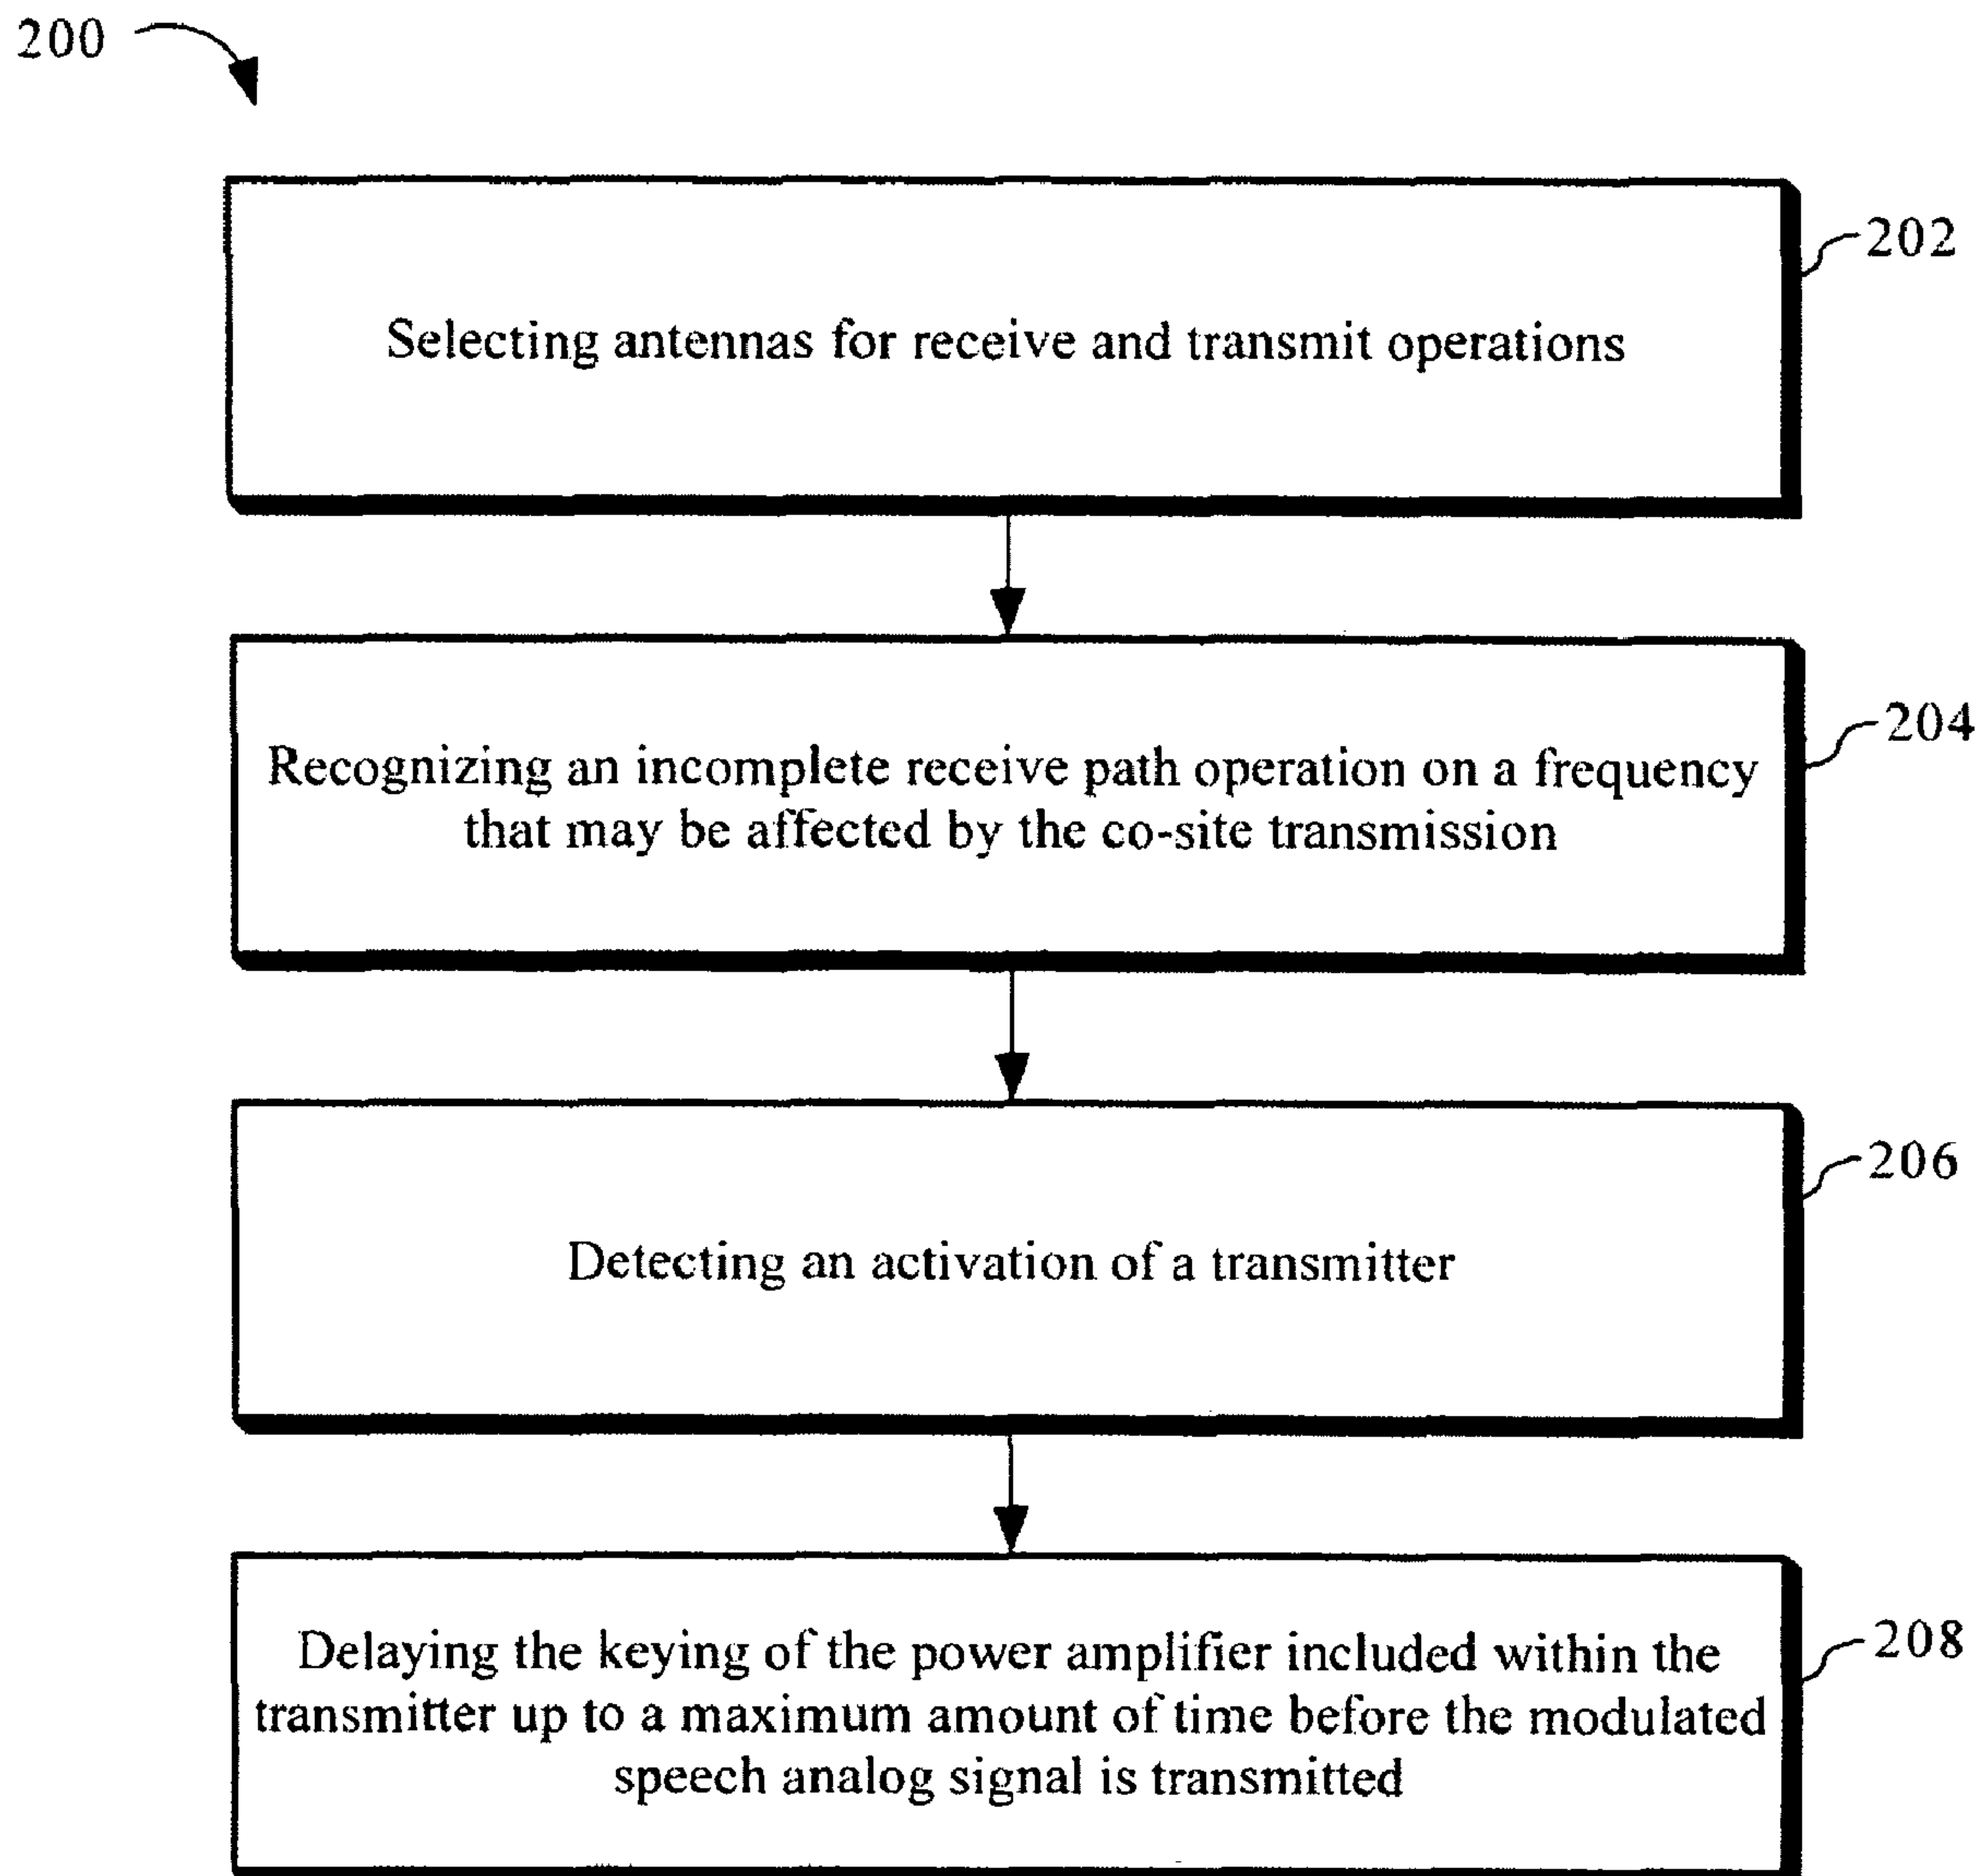 200
202
Selecting antennas for receive and transmit operations
204
Recognizing an incomplete receive path operation on a frequency
that may be affected by the co-site transmission
206
Detecting an activation of a transmitter
208
Delaying the keying of the power amplifier included within the
transmitter up to a maximum amount of time before the modulated
speech analog signal is transmitted